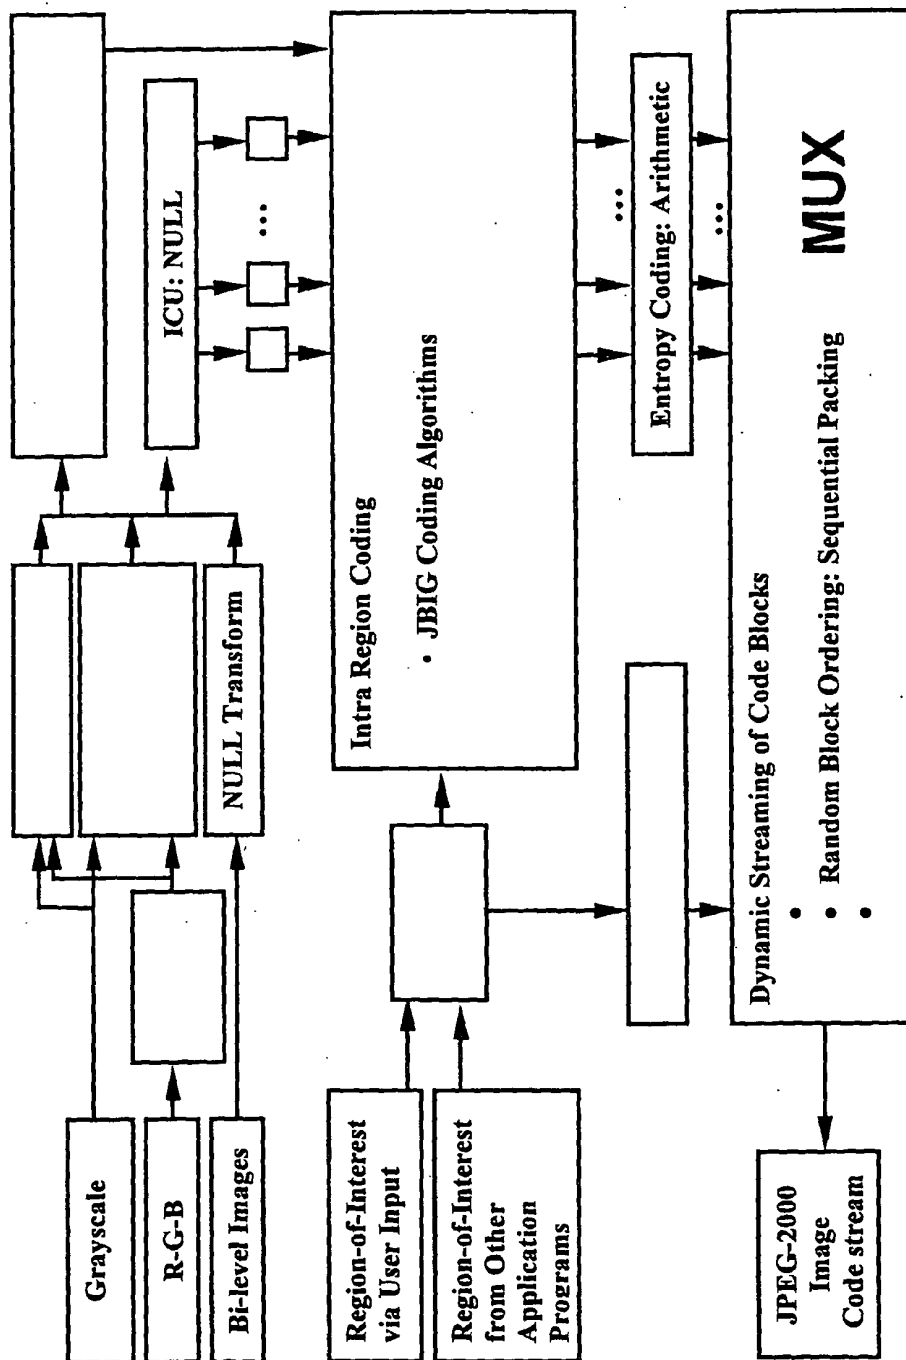 Grayscale
R-G-B
Bi-level Images
NULL Transform
ICU: NULL
...
Region-of-Interest
via User Input
Region-of-Interest
from Other
Application
Programs
Intra Region Coding
• JBIG Coding Algorithms
...
Entropy Coding: Arithmetic
...
Dynamic Streaming of Code Blocks
•
• Random Block Ordering: Sequential Packing
•
MUX
JPEG-2000
Image
Code stream